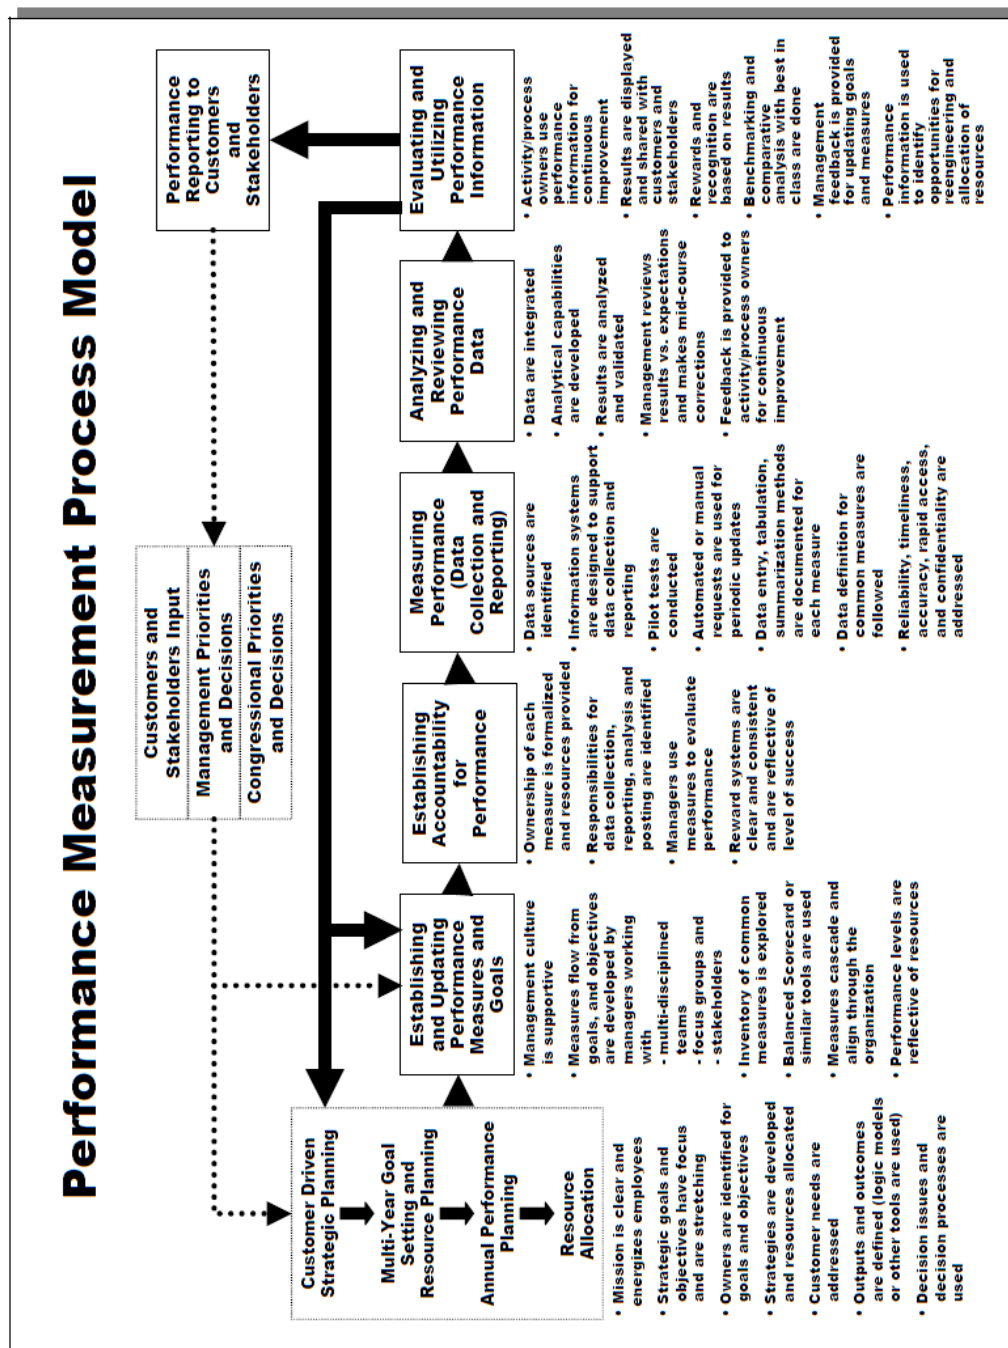 Performance Measurement Process Model
Customers and
Stakeholders Input
Management Priorities
and Decisions
Congressional Priorities
and Decisions
Performance
Reporting to
Customers
and
Stakeholders
Customer Driven
Strategic Planning
Multi-Year Goal
Setting and
Resource Planning
Annual Performance
Planning
Resource
Allocation
• Mission is clear and
energizes employees
• Strategic goals and
objectives have focus
and are stretching
• Owners are identified for
goals and objectives
• Strategies are developed
and resources allocated
• Customer needs are
addressed
• Outputs and outcomes
are defined (logic models
or other tools are used)
• Decision issues and
decision processes are
used
Establishing
and Updating
Performance
Measures and
Goals
• Management culture
is supportive
• Measures flow from
goals, and objectives
are developed by
managers working
with
- multi-disciplined
teams
- focus groups and
- stakeholders
• Inventory of common
measures is explored
• Balanced Scorecard or
similar tools are used
• Measures cascade and
align through the
organization
• Performance levels are
reflective of resources
Establishing
Accountability
for
Performance
• Ownership of each
measure is formalized
and resources provided
• Responsibilities for
data collection,
reporting, analysis and
posting are identified
• Managers use
measures to evaluate
performance
• Reward systems are
clear and consistent
and are reflective of
level of success
Measuring
Performance
(Data
Collection and
Reporting)
• Data sources are
identified
• Information systems
are designed to support
data collection and
reporting
• Pilot tests are
conducted
• Automated or manual
requests are used for
periodic updates
• Data entry, tabulation,
summarization methods
are documented for
each measure
• Data definition for
common measures are
followed
• Reliability, timeliness,
accuracy, rapid access,
and confidentiality are
addressed
Analyzing and
Reviewing
Performance
Data
• Data are integrated
• Analytical capabilities
are developed
• Results are analyzed
and validated
• Management reviews
results vs. expectations
and makes mid-course
corrections
• Feedback is provided to
activity/process owners
for continuous
improvement
Evaluating and
Utilizing
Performance
Information
• Activity/process
owners use
performance
information for
continuous
improvement
• Results are displayed
and shared with
customers and
stakeholders
• Rewards and
recognition are
based on results
• Benchmarking and
comparative
analysis with best in
class are done
• Management
feedback is provided
for updating goals
and measures
• Performance
information is used
to identify
opportunities for
reengineering and
allocation of
resources